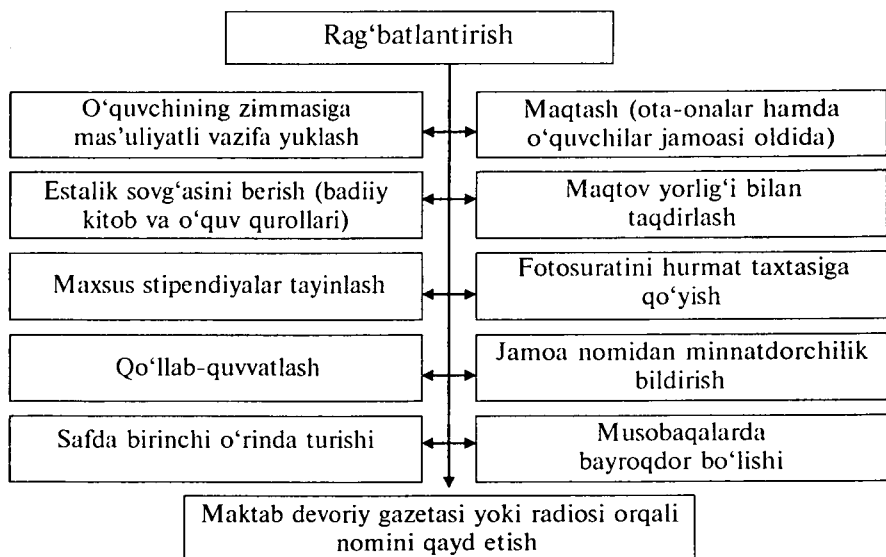 Rag‘batlantirish
O‘quvchining zimmasiga
mas'uliyatli vazifa yuklash
Maqtash (ota-onalar hamda
o‘quvchilar jamoasi oldida)
Estalik sovg‘asini berish (badiiy
kitob va o‘quv qurollari)
Maqtov yorlig‘i bilan
taqdirlash
Maxsus stipendiyalar tayinlash
Fotosuratini hurmat taxtasiga
qo‘yish
Qo‘llab-quvvatlash
Jamoa nomidan minnatdorchilik
bildirish
Safda birinchi o‘rinda turishi
Musobaqalarda
bayroqdor bo‘lishi
Maktab devoriy gazetasi yoki radiosi orqali
nomini qayd etish